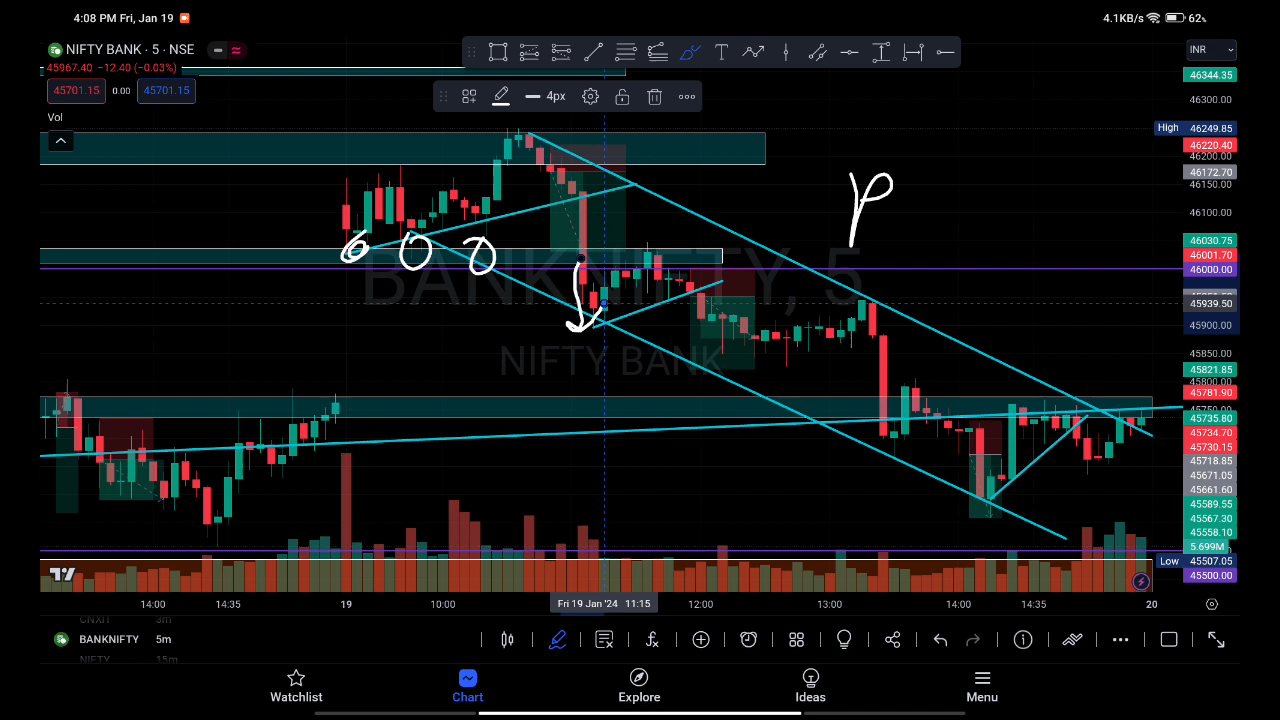 4:08 PM Fri, Jan 19
4.1KB/s 62%
NIFTY BANK · 5 · NSE
INR
45967.40 −12.40 (−0.03%)
45701.15 0.00 45701.15
4px
Vol
46344.35
46300.00
High 46249.85
46220.40
46200.00
46172.70
46150.00
46100.00
46030.75
46001.70
46000.00
45939.50
45900.00
45850.00
45821.85
45800.00
45781.90
45750.00
45735.80
45734.70
45730.15
45718.85
45671.05
45661.60
45589.55
45567.30
45558.10
5.699M
Low 45507.05
45500.00
P
BANKNIFTY, 5
NIFTY BANK
14:00 14:35 19 10:00 Fri 19 Jan '24 11:15 12:00 13:00 14:00 14:35 20
CNXIT 3m
BANKNIFTY 5m
NIFTY 15m
Watchlist Chart Explore Ideas Menu